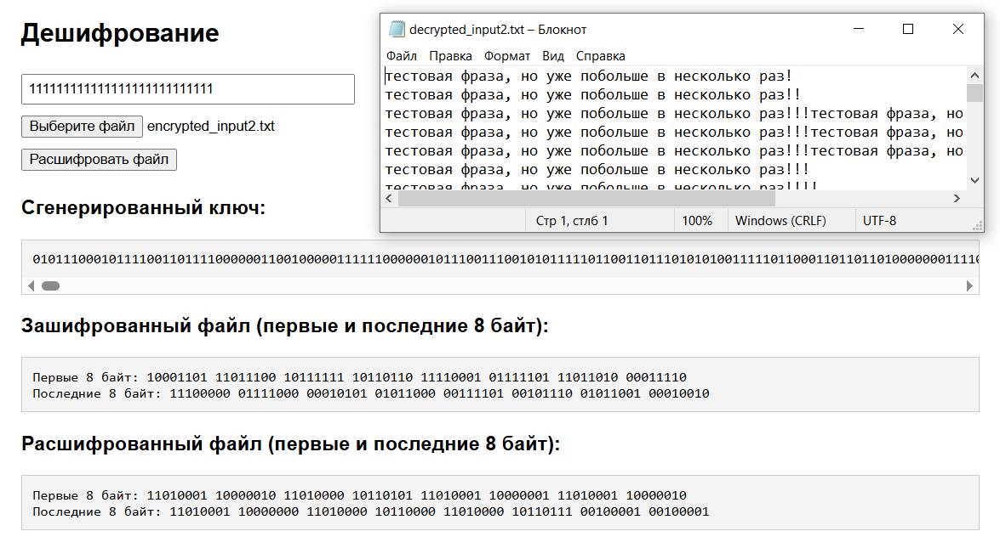 Дешифрование
1111111111111111111111111111
Выберите файл encrypted_input2.txt
Расшифровать файл
decrypted_input2.txt – Блокнот
Файл Правка Формат Вид Справка
тестовая фраза, но уже побольше в несколько раз!
тестовая фраза, но уже побольше в несколько раз!!
тестовая фраза, но уже побольше в несколько раз!!!тестовая фраза, но
тестовая фраза, но уже побольше в несколько раз!!!тестовая фраза, но
тестовая фраза, но уже побольше в несколько раз!!!тестовая фраза, но
тестовая фраза, но уже побольше в несколько раз!!!
тестовая фраза, но уже побольше в несколько раз!!!!
Стр 1, стлб 1 100% Windows (CRLF) UTF-8
Сгенерированный ключ:
01011100010111100110111100000011001000001111110000001011100111001010111110110011011101010100111110110001101101101000000011110
Зашифрованный файл (первые и последние 8 байт):
Первые 8 байт: 10001101 11011100 10111111 10110110 11110001 01111101 11011010 00011110
Последние 8 байт: 11100000 01111000 00010101 01011000 00111101 00101110 01011001 00010010
Расшифрованный файл (первые и последние 8 байт):
Первые 8 байт: 11010001 10000010 11010000 10110101 11010001 10000001 11010001 10000010
Последние 8 байт: 11010001 10000000 11010000 10110000 11010000 10110111 00100001 00100001